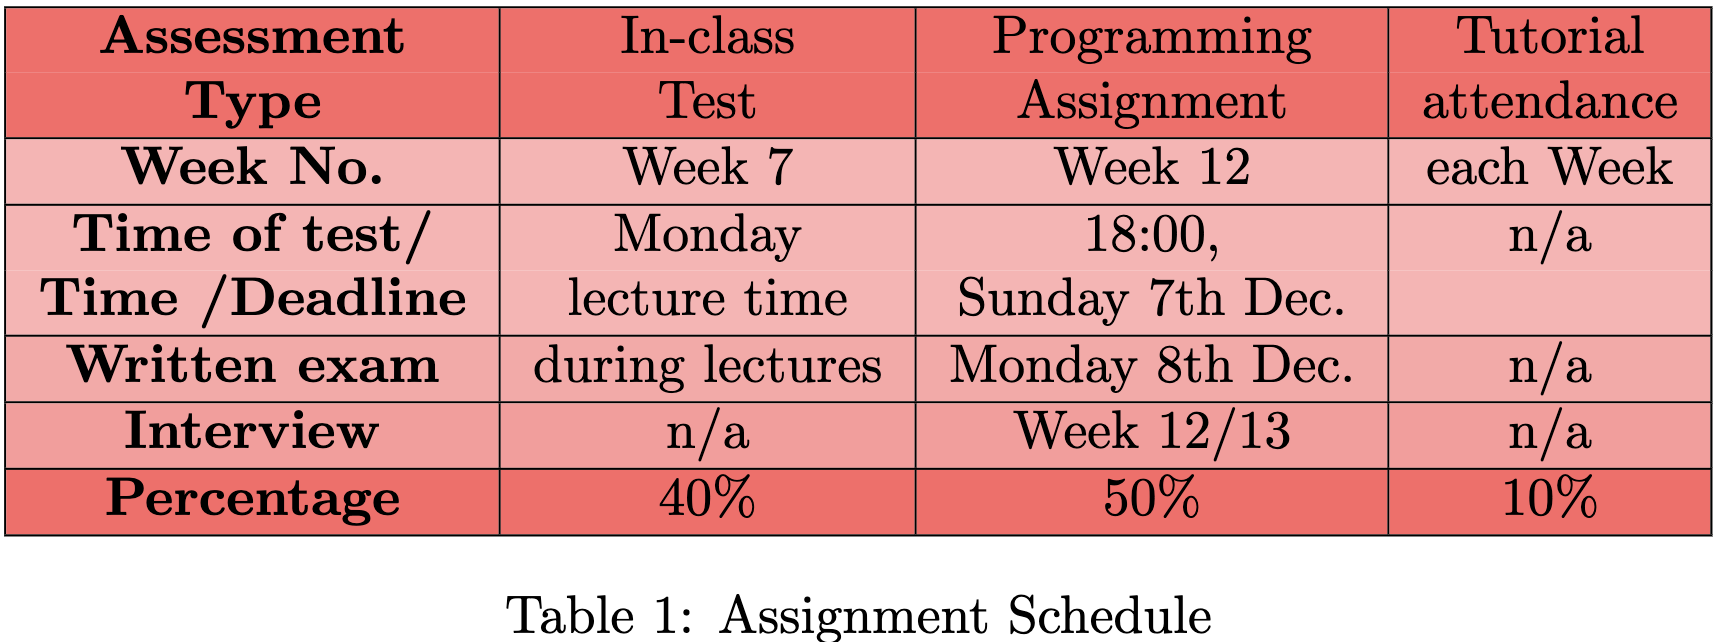 Assessment In-class Programming Tutorial
Type Test Assignment attendance
Week No. Week 7 Week 12 each Week
Time of test/ Monday 18:00, n/a
Time /Deadline lecture time Sunday 7th Dec.
Written exam during lectures Monday 8th Dec. n/a
Interview n/a Week 12/13 n/a
Percentage 40% 50% 10%
Table 1: Assignment Schedule